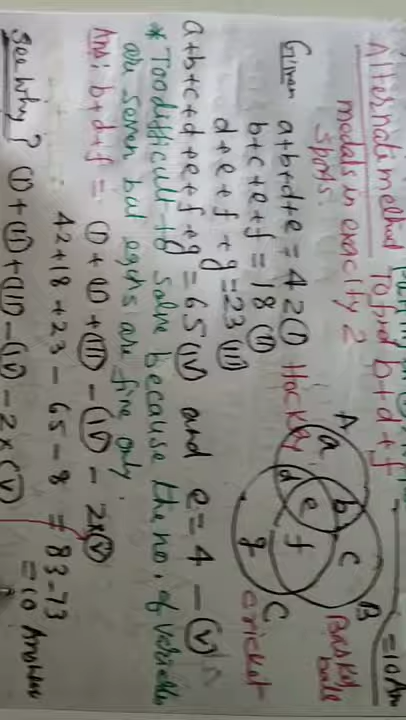 =10 Ans
Alternate method To find b+d+f
medals in exactly 2
sports.
Given a+b+d+e = 42 (I)
b+c+e+f = 18 (II)
d+e+f+g = 23 (III)
a+b+c+d+e+f+g = 65 (IV) and e = 4 — (V)
Hockey
A
B
Basket
ball
C
Cricket
a
b
c
d
e
f
g
* Too difficult to solve because the no. of variables
are seven but eqns are five only.
Ans: b+d+f = (I) + (II) + (III) - (IV) - 2x(V)
42+18+23 - 65 - 8 = 83-73
= 10 Answer
See Why? (I) + (II) + (III) - (IV) - 2x(V)